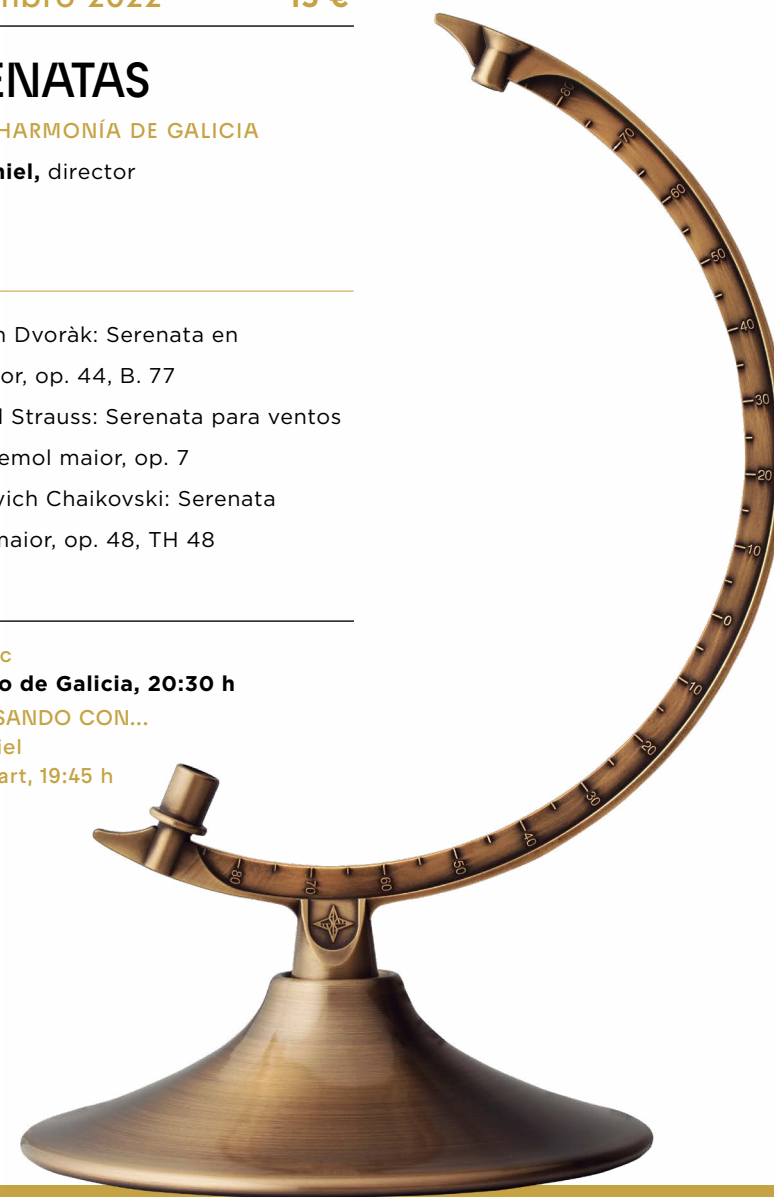 mbro 2022 15 €
ENATAS
HARMONÍA DE GALICIA
niel, director
n Dvoràk: Serenata en
or, op. 44, B. 77
d Strauss: Serenata para ventos
emol maior, op. 7
vich Chaikovski: Serenata
maior, op. 48, TH 48
c
o de Galicia, 20:30 h
SANDO CON...
iel
art, 19:45 h
80
70
60
50
40
30
20
10
0
10
20
30
40
50
60
70
80